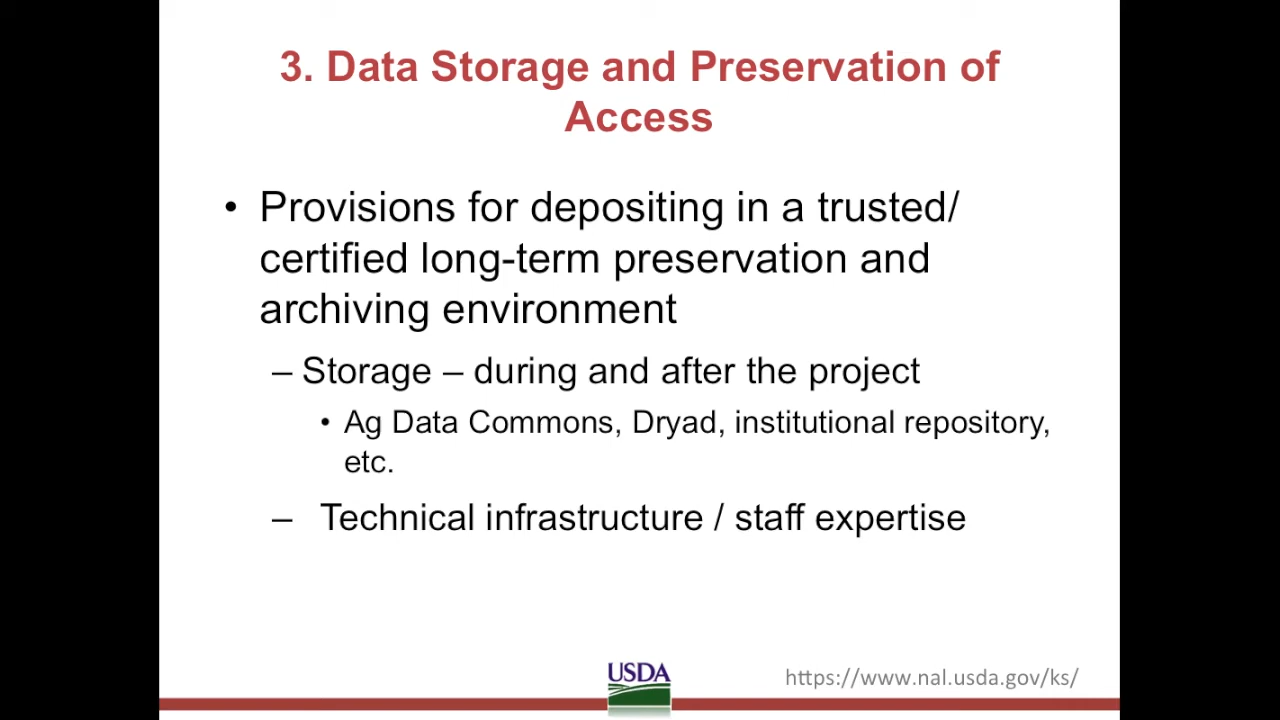 3. Data Storage and Preservation of
Access
• Provisions for depositing in a trusted/
certified long-term preservation and
archiving environment
– Storage – during and after the project
• Ag Data Commons, Dryad, institutional repository,
etc.
– Technical infrastructure / staff expertise
USDA
https://www.nal.usda.gov/ks/